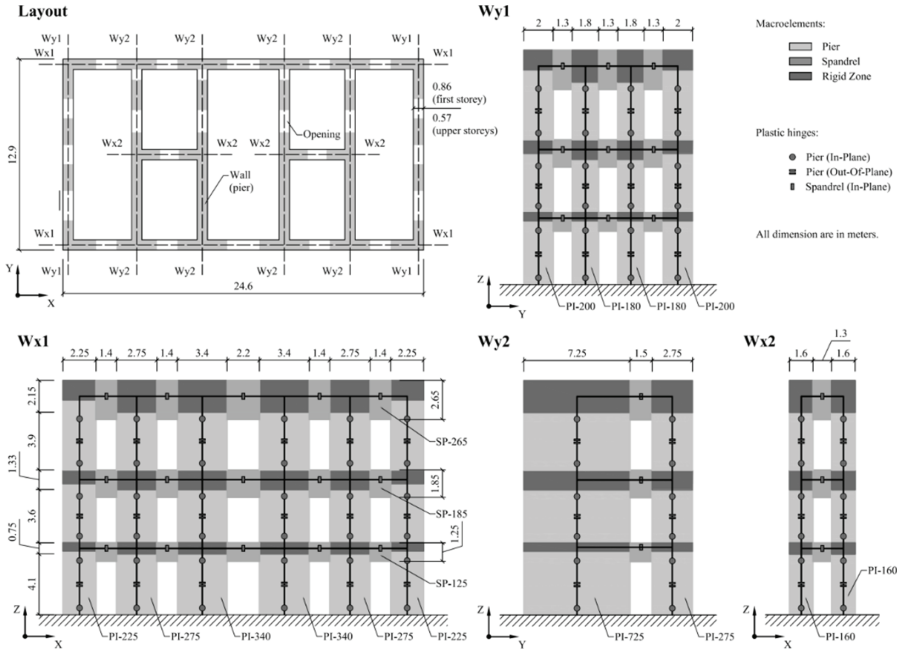 Layout
Wy1 Wy2 Wy2 Wy2 Wy2 Wy1
Wx1 Wx1
0.86
(first storey)
0.57
(upper storeys)
Opening
Wx2 Wx2 Wx2 Wx2
Wall
(pier)
12.9
Wx1 Wx1
Wy1 Wy2 Wy2 Wy2 Wy2 Wy1
Y
X
24.6
Wy1
2 1.3 1.8 1.3 1.8 1.3 2
Z
Y
PI-200 PI-180 PI-180 PI-200
Macroelements:
Pier
Spandrel
Rigid Zone
Plastic hinges:
Pier (In-Plane)
Pier (Out-Of-Plane)
Spandrel (In-Plane)
All dimension are in meters.
Wx1
2.25 1.4 2.75 1.4 3.4 2.2 3.4 1.4 2.75 1.4 2.25
2.15
3.9
1.33
3.6
0.75
4.1
2.65
SP-265
1.85
SP-185
1.25
SP-125
Z
X
PI-225 PI-275 PI-340 PI-340 PI-275 PI-225
Wy2
7.25 1.5 2.75
Z
Y
PI-725 PI-275
Wx2
1.3
1.6 1.6
PI-160
Z
X
PI-160